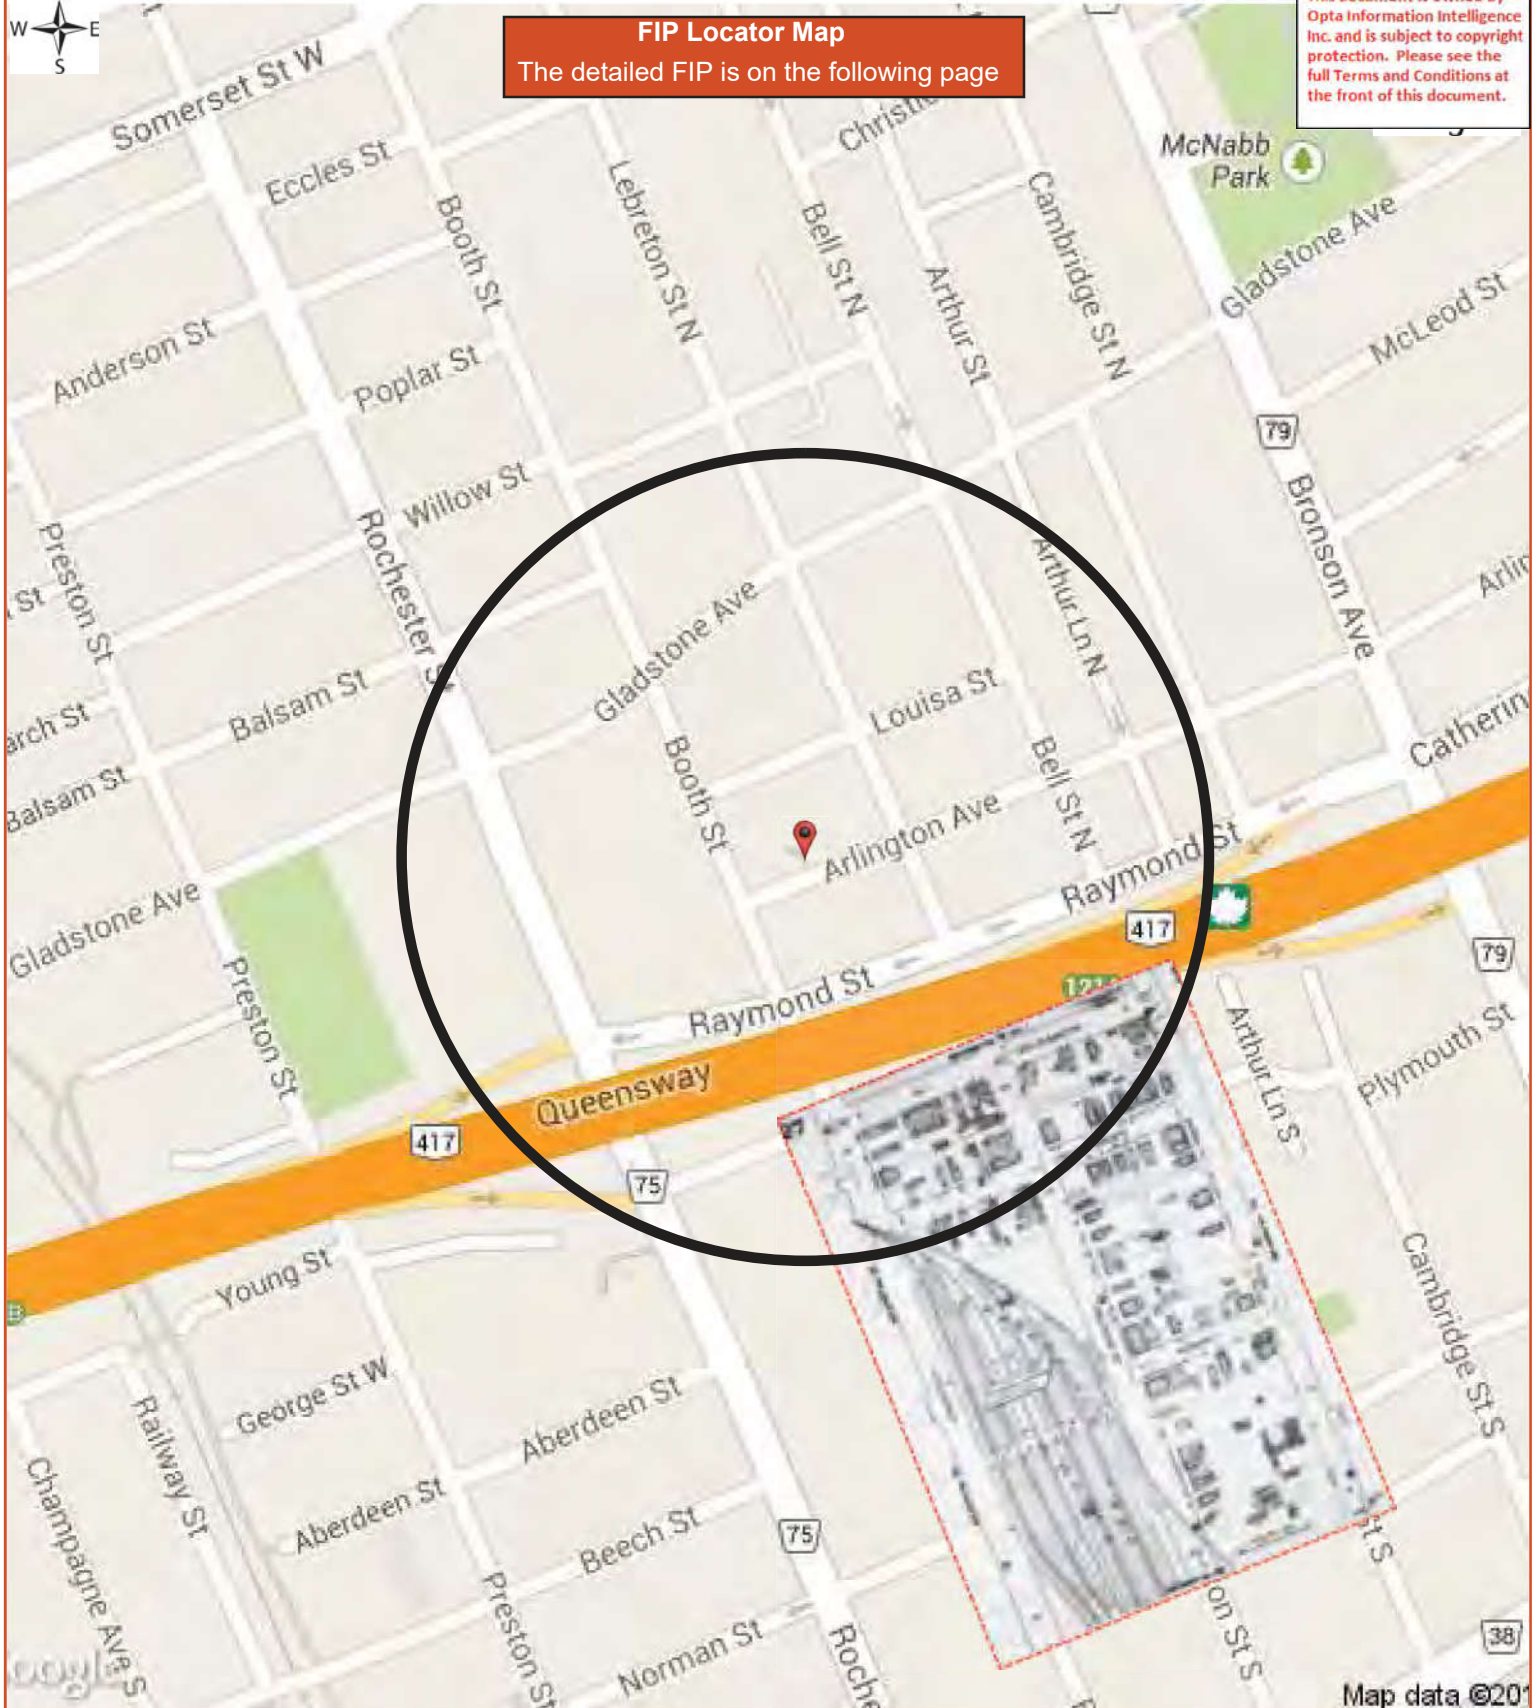 W E
S
FIP Locator Map
The detailed FIP is on the following page
Opta Information Intelligence
Inc. and is subject to copyright
protection. Please see the
full Terms and Conditions at
the front of this document.
Somerset St W
Christie
McNabb
Park
Eccles St
Booth St
Lebreton St N
Bell St N
Cambridge St N
Gladstone Ave
Arthur St
McLeod St
Anderson St
Poplar St
79
Willow St
Rochester St
Bronson Ave
Preston St
Arthur Ln N
St
Gladstone Ave
Balsam St
Louisa St
Balsam St
Booth St
Bell St N
Arlington Ave
Raymond St
Gladstone Ave
417
79
Preston St
Raymond St
Arthur Ln S
Plymouth St
Queensway
417
75
Young St
Cambridge St S
George St W
Railway St
Aberdeen St
Champagne Ave S
Aberdeen St
Beech St
75
Preston St
Norman St
St S
38
Map data ©201